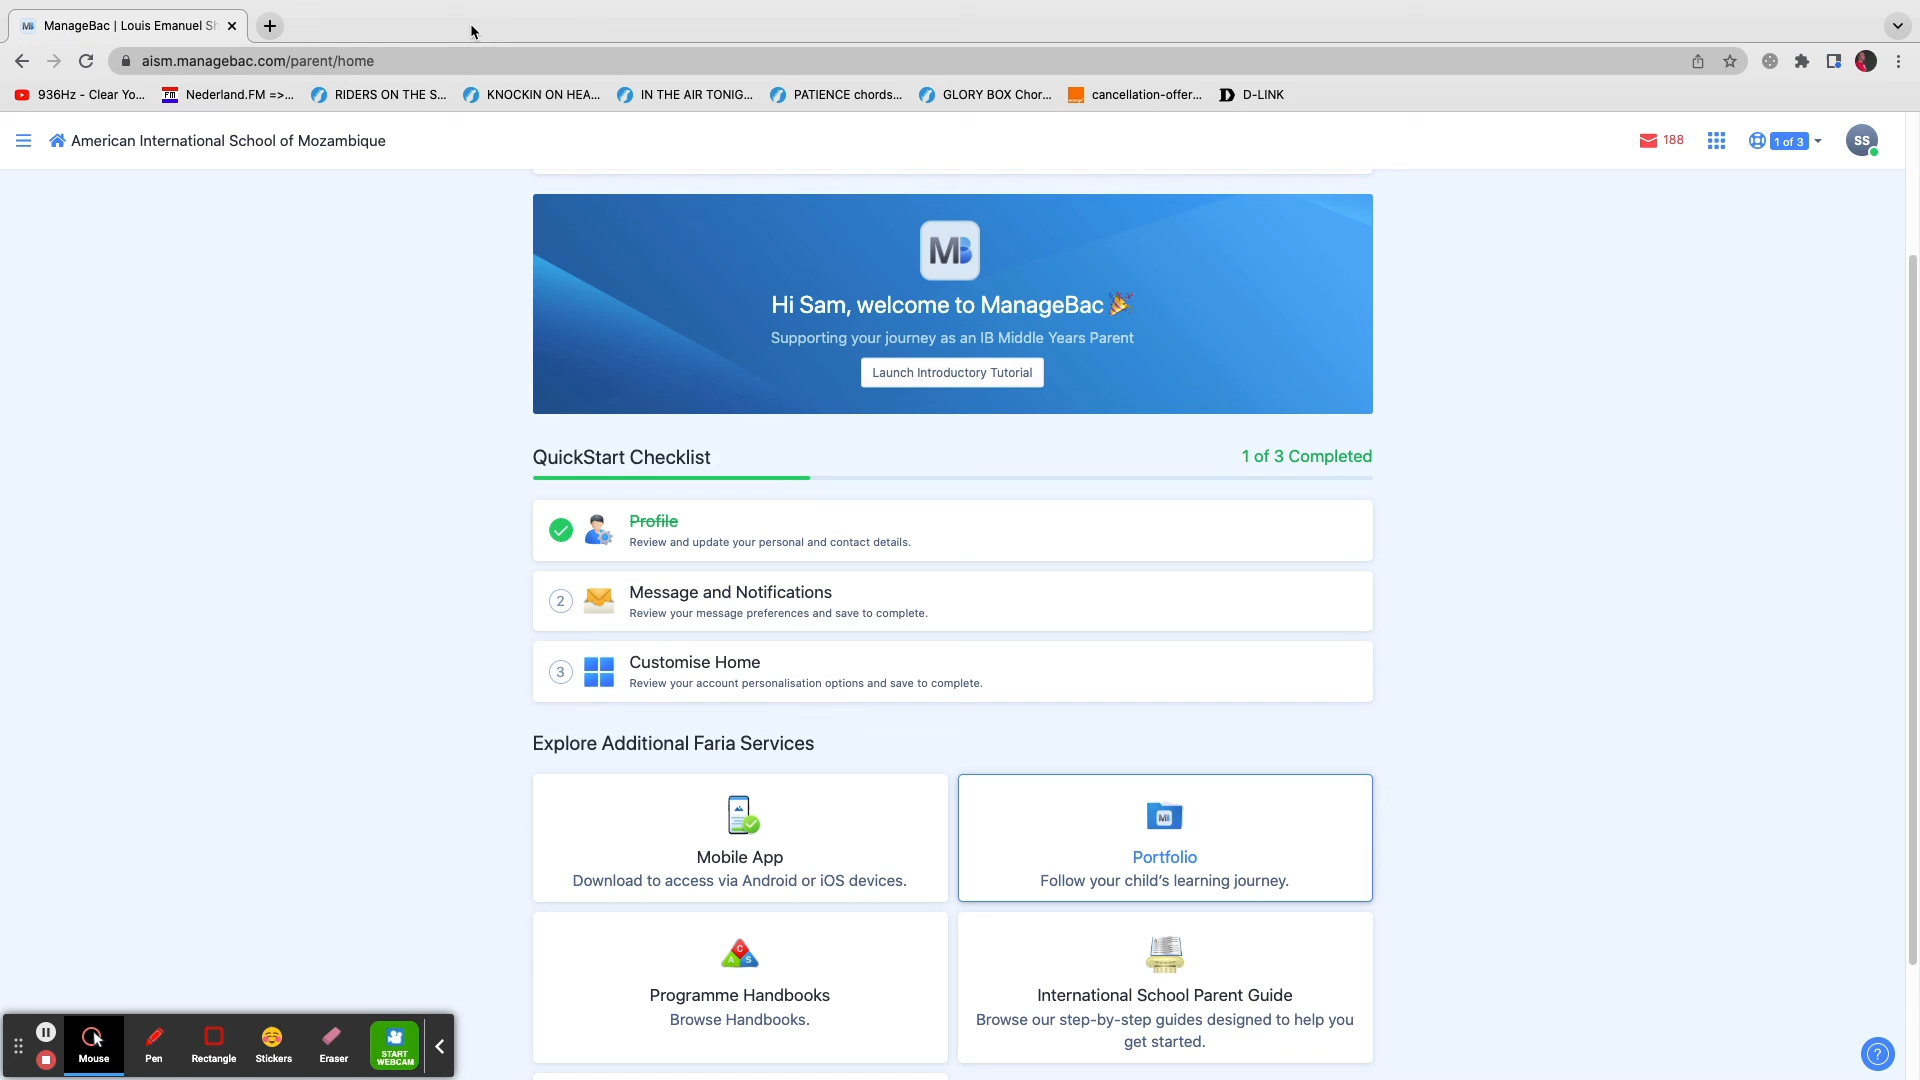 ManageBac | Louis Emanuel
aism.managebac.com/parent/home
936Hz - Clear Yo... Nederland.FM =>... RIDERS ON THE S... KNOCKIN ON HEA... IN THE AIR TONIG... PATIENCE chords... GLORY BOX Chor... cancellation-offer... D-LINK
American International School of Mozambique 188 1 of 3 SS
MB
Hi Sam, welcome to ManageBac
Supporting your journey as an IB Middle Years Parent
Launch Introductory Tutorial
QuickStart Checklist 1 of 3 Completed
Profile
Review and update your personal and contact details.
2 Message and Notifications
Review your message preferences and save to complete.
3 Customise Home
Review your account personalisation options and save to complete.
Explore Additional Faria Services
Mobile App
Download to access via Android or iOS devices.
Portfolio
Follow your child's learning journey.
Programme Handbooks
Browse Handbooks.
International School Parent Guide
Browse our step-by-step guides designed to help you
get started.
Mouse Pen Rectangle Stickers Eraser START
WEBCAM